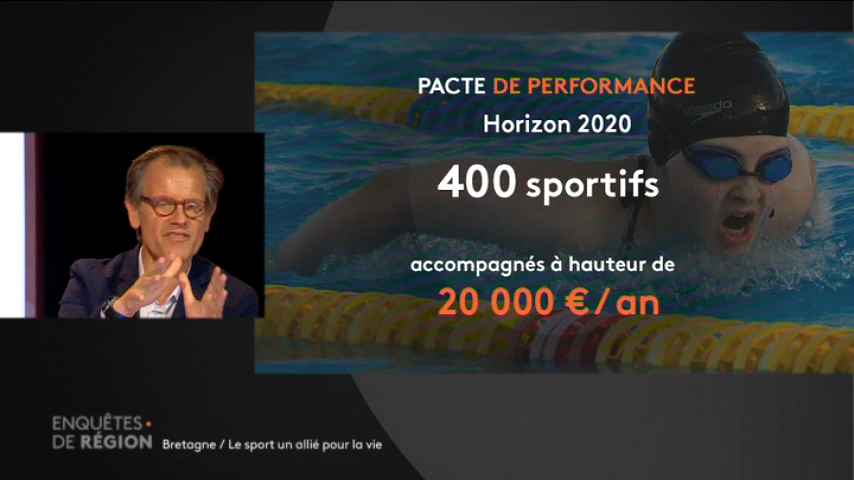 PACTE DE PERFORMANCE
Horizon 2020
400 sportifs
accompagnés à hauteur de
20 000 € / an
speedo
ENQUÊTES•
DE RÉGION Bretagne / Le sport un allié pour la vie